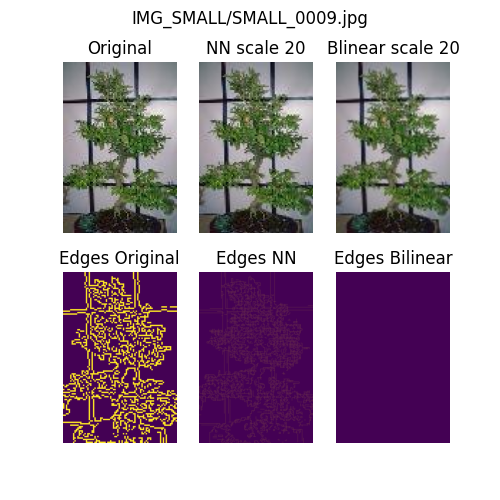 IMG_SMALL/SMALL_0009.jpg
Original NN scale 20 Blinear scale 20
Edges Original Edges NN Edges Bilinear